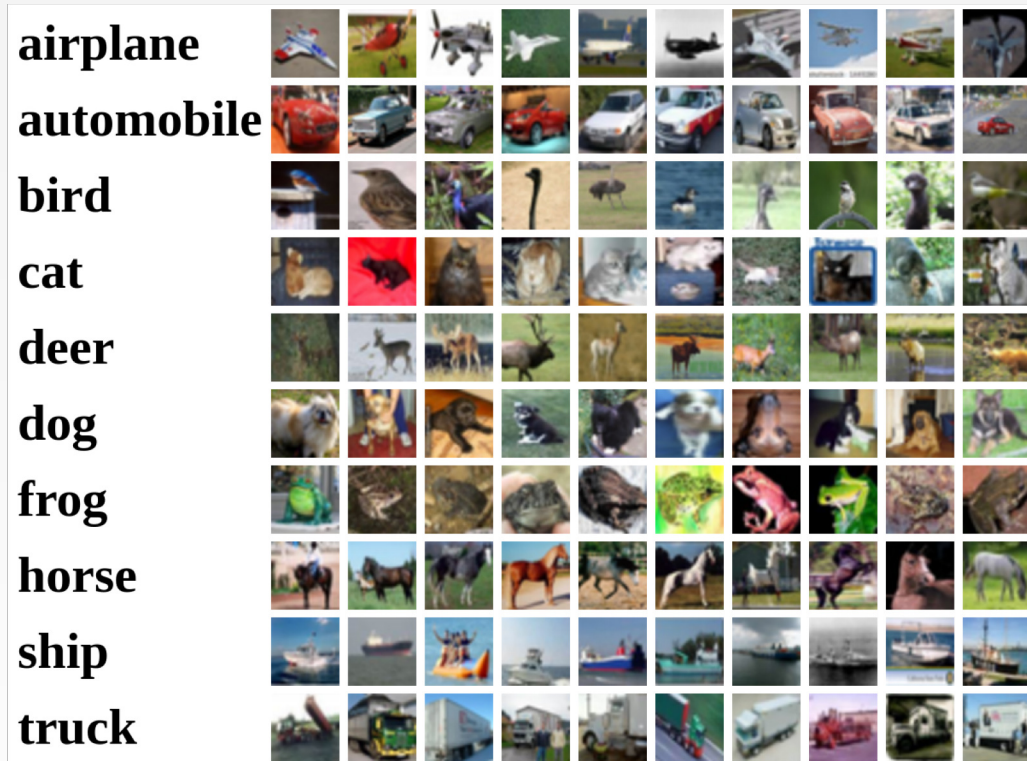 airplane
automobile
bird
cat
deer
dog
frog
horse
ship
truck